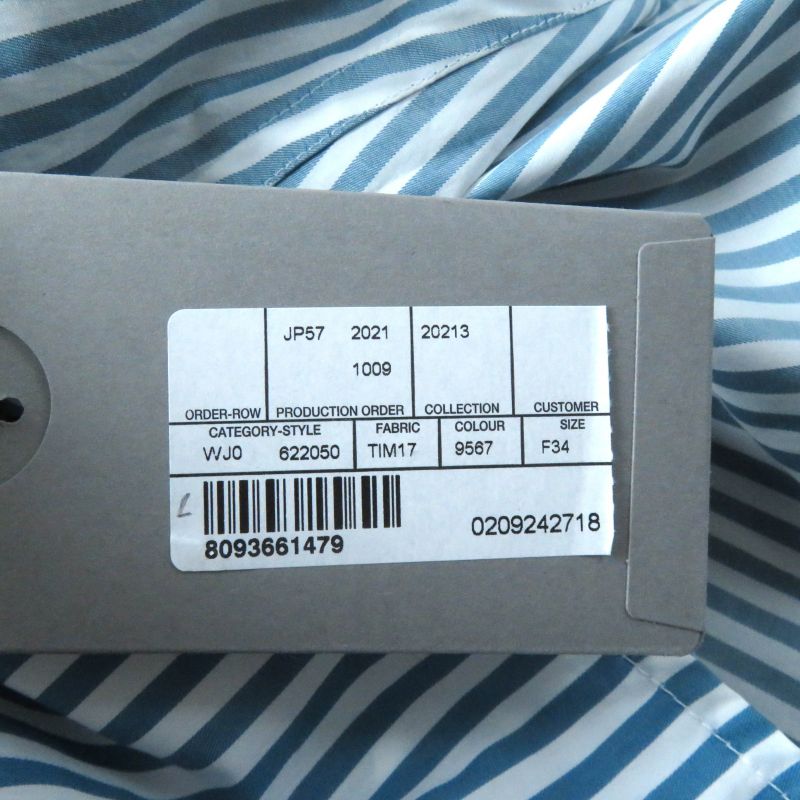 JP57 2021 20213
1009
ORDER-ROW PRODUCTION ORDER COLLECTION CUSTOMER
CATEGORY-STYLE FABRIC COLOUR SIZE
WJ0 622050 TIM17 9567 F34
8093661479 0209242718